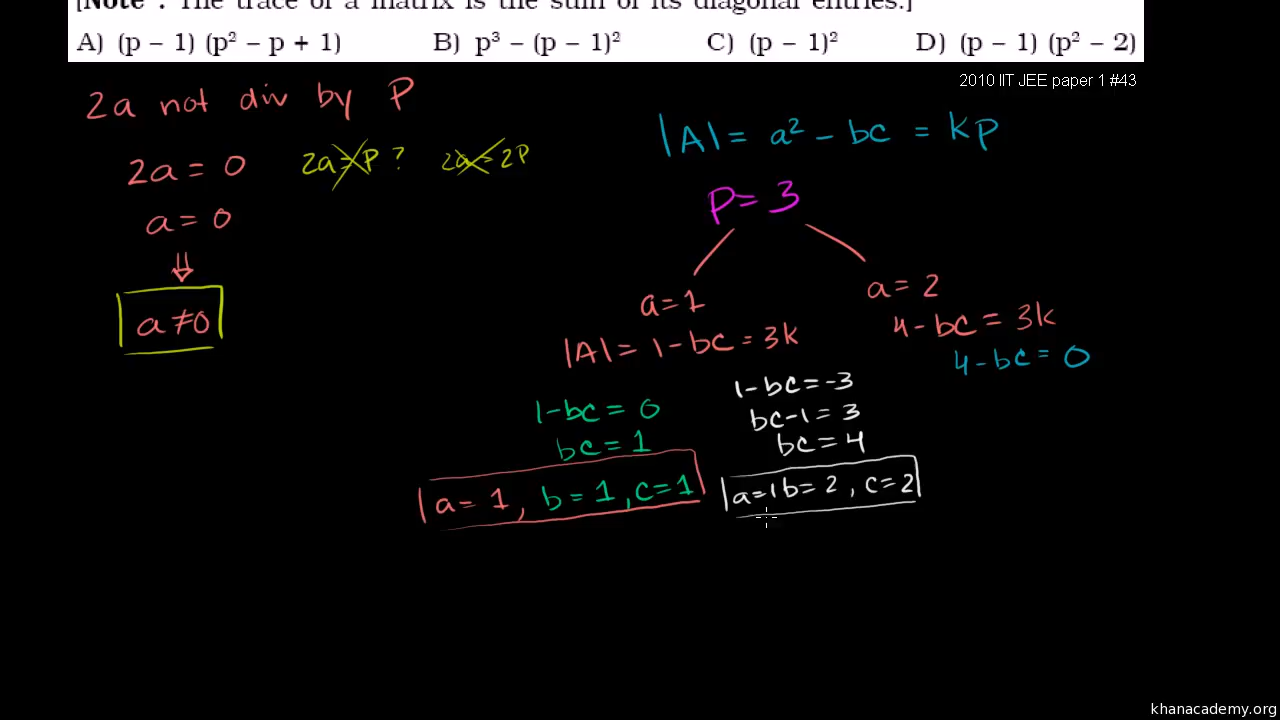 [Note : The trace of a matrix is the sum of its diagonal entries.]
A) (p – 1) (p² – p + 1) B) p³ – (p – 1)² C) (p – 1)² D) (p – 1) (p² – 2)
2010 IIT JEE paper 1 #43
2a not div by P
|A| = a² - bc = kp
2a = 0 2a = P ? 2a = 2P
a = 0
P = 3
a ≠ 0
a = 1
|A| = 1 - bc = 3k
a = 2
4 - bc = 3k
4 - bc = 0
1 - bc = 0
bc = 1
a = 1, b = 1, c = 1
1 - bc = -3
bc - 1 = 3
bc = 4
a = 1 b = 2, c = 2
khanacademy.org